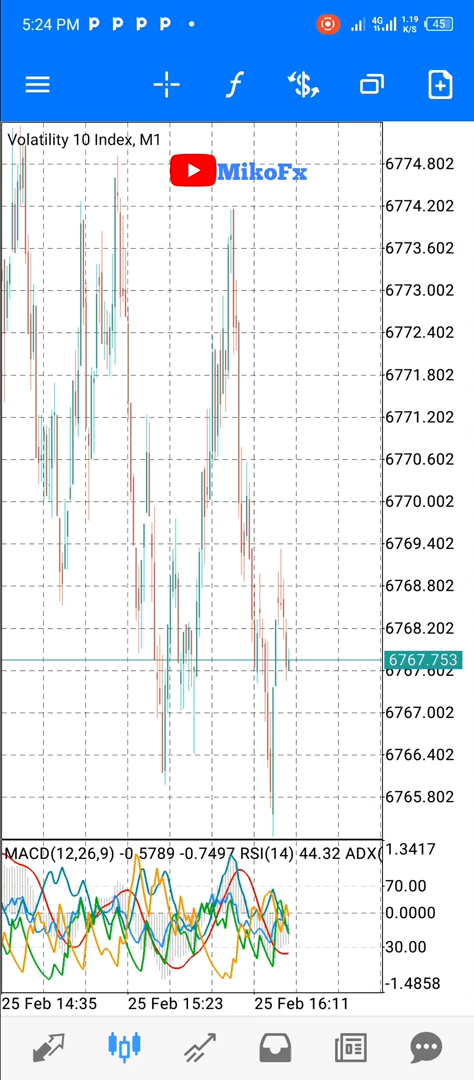 5:24 PM
4G
1.19
K/S
45
Volatility 10 Index, M1
MikoFx
6774.802
6774.202
6773.602
6773.002
6772.402
6771.802
6771.202
6770.602
6770.002
6769.402
6768.802
6768.202
6767.753
6767.602
6767.002
6766.402
6765.802
MACD(12,26,9) -0.5789 -0.7497 RSI(14) 44.32 ADX(
1.3417
70.00
0.0000
30.00
-1.4858
25 Feb 14:35
25 Feb 15:23
25 Feb 16:11